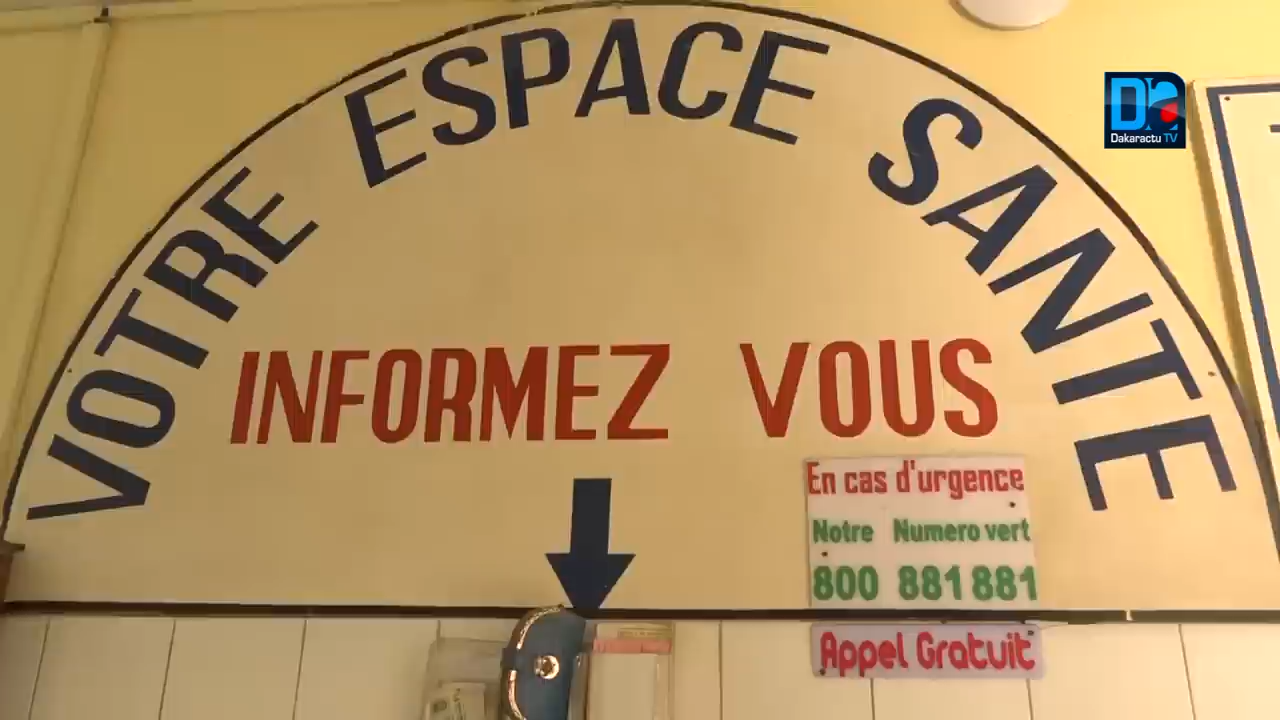 VOTRE ESPACE SANTE
INFORMEZ VOUS
En cas d'urgence
Notre Numero vert
800 881 881
Appel Gratuit
Dakaractu TV